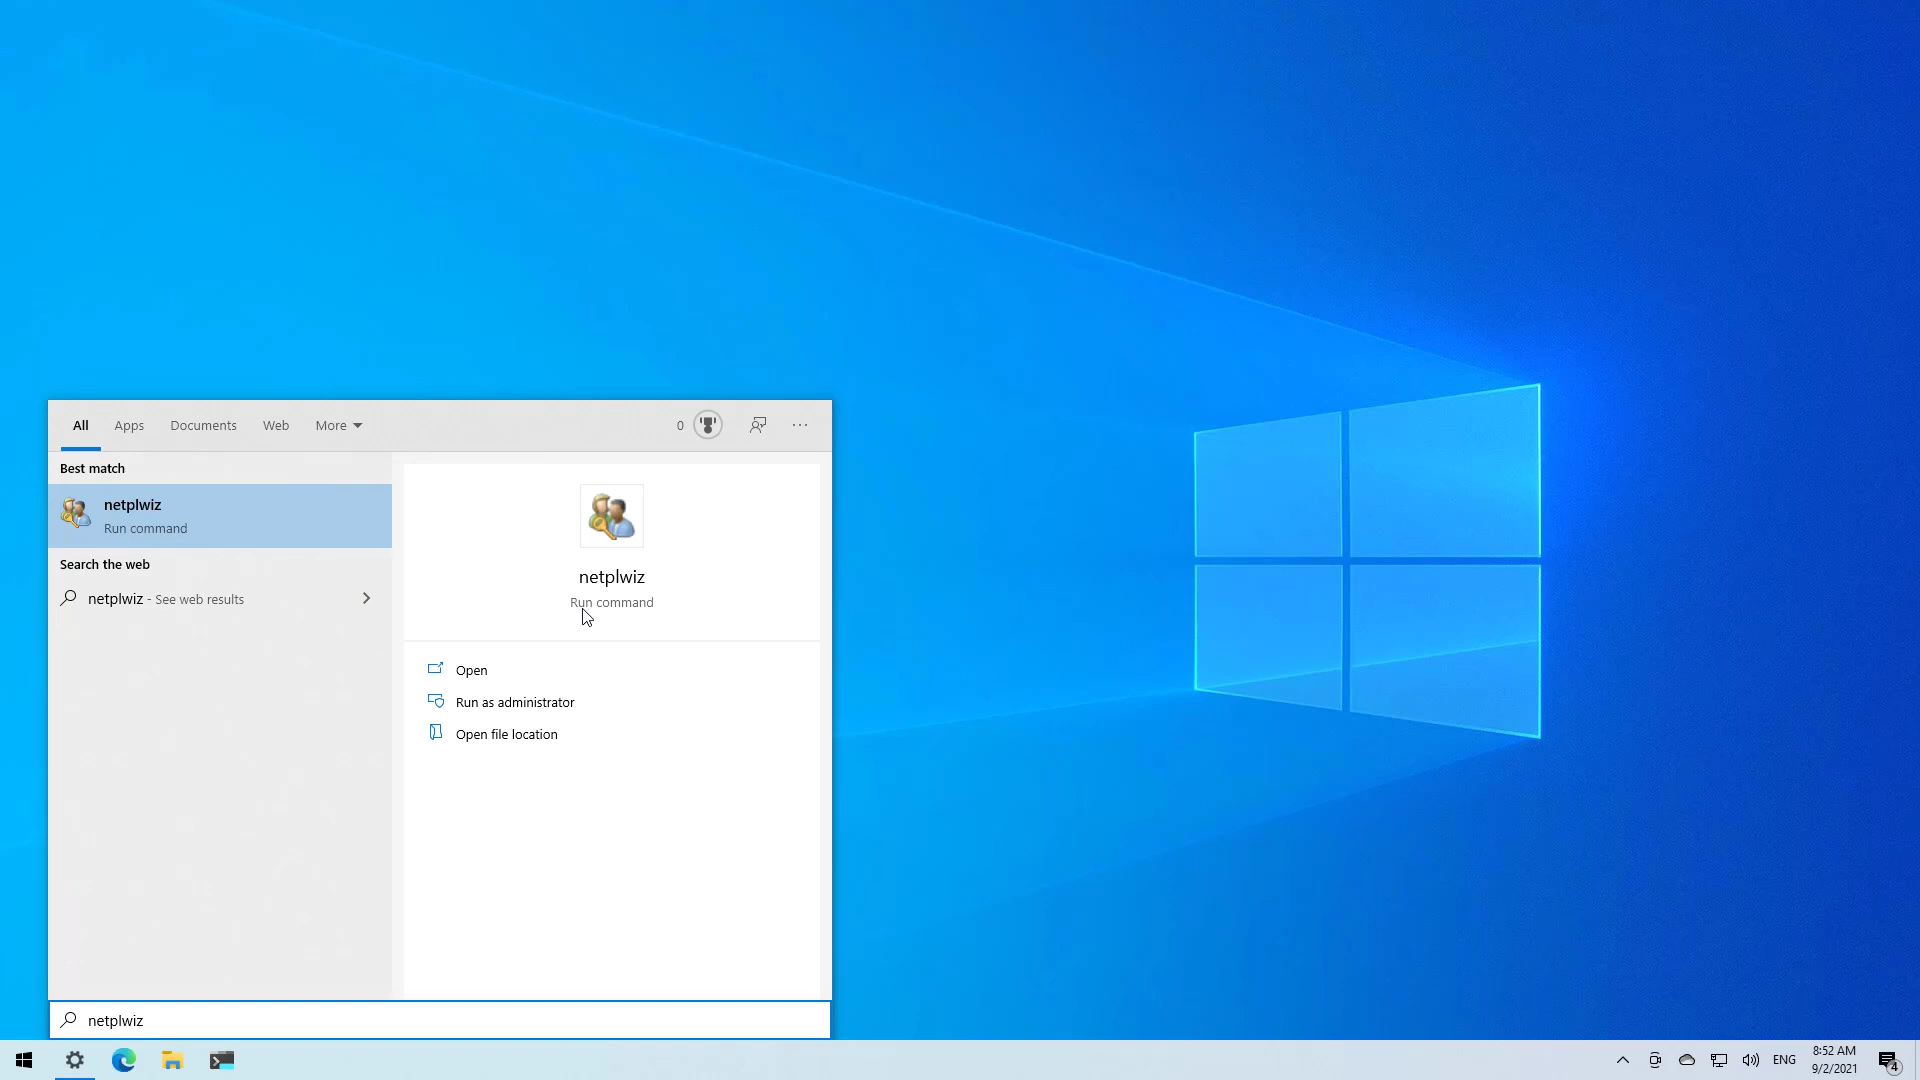 All Apps Documents Web More 0
Best match
netplwiz
Run command
Search the web
netplwiz - See web results
netplwiz
Run command
Open
Run as administrator
Open file location
netplwiz
ENG
8:52 AM
9/2/2021
4